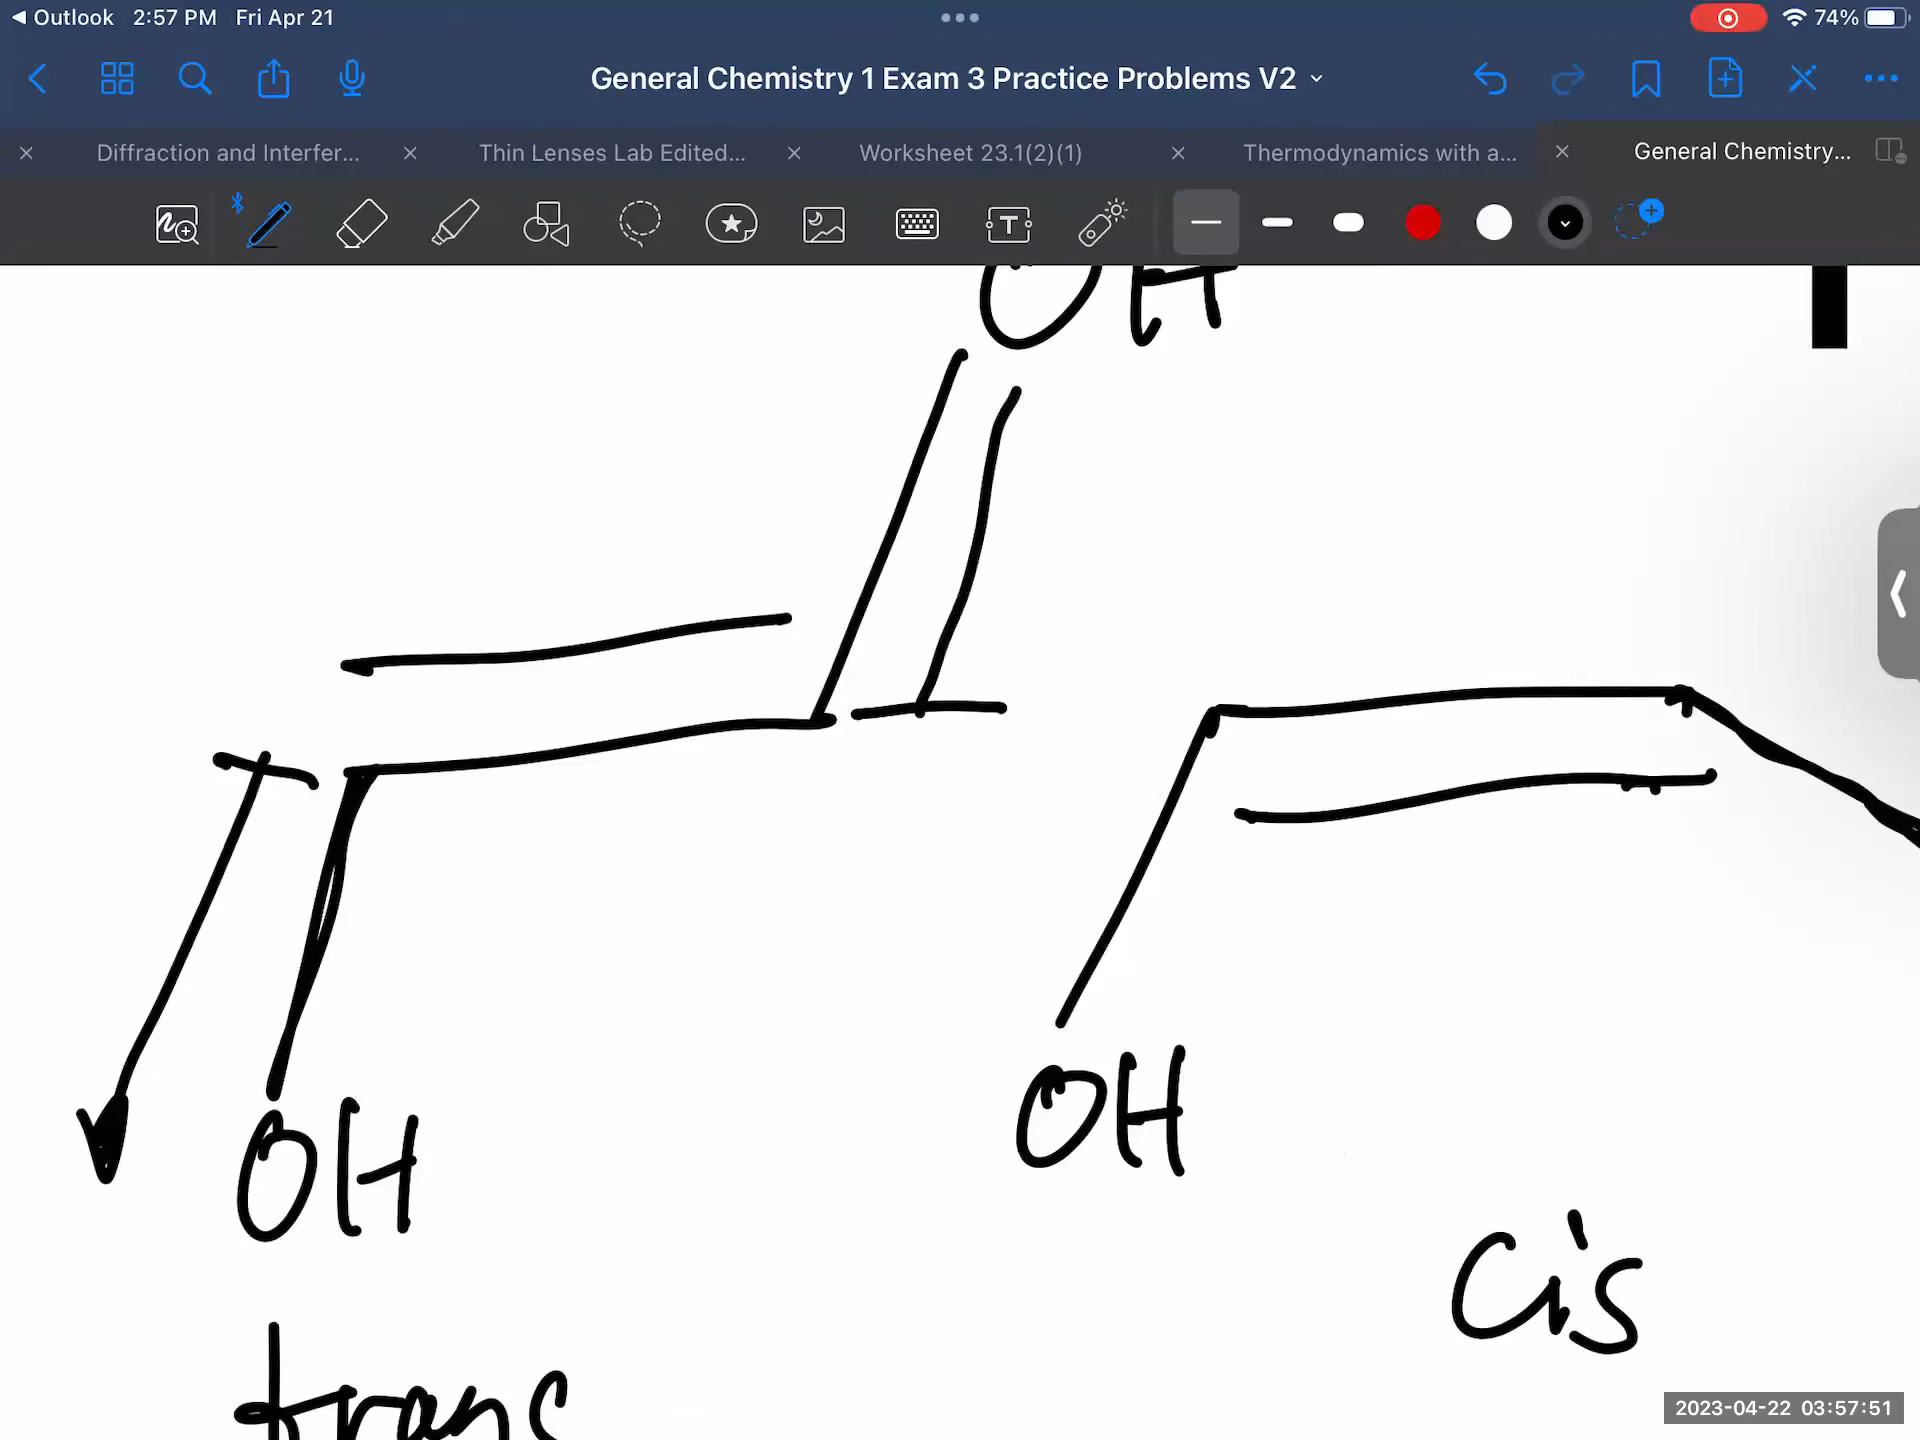 Outlook 2:57 PM Fri Apr 21
74%
General Chemistry 1 Exam 3 Practice Problems V2
Diffraction and Interfer...
Thin Lenses Lab Edited...
Worksheet 23.1(2)(1)
Thermodynamics with a...
General Chemistry...
T
OH
OH
OH
cis
trans
2023-04-22 03:57:51